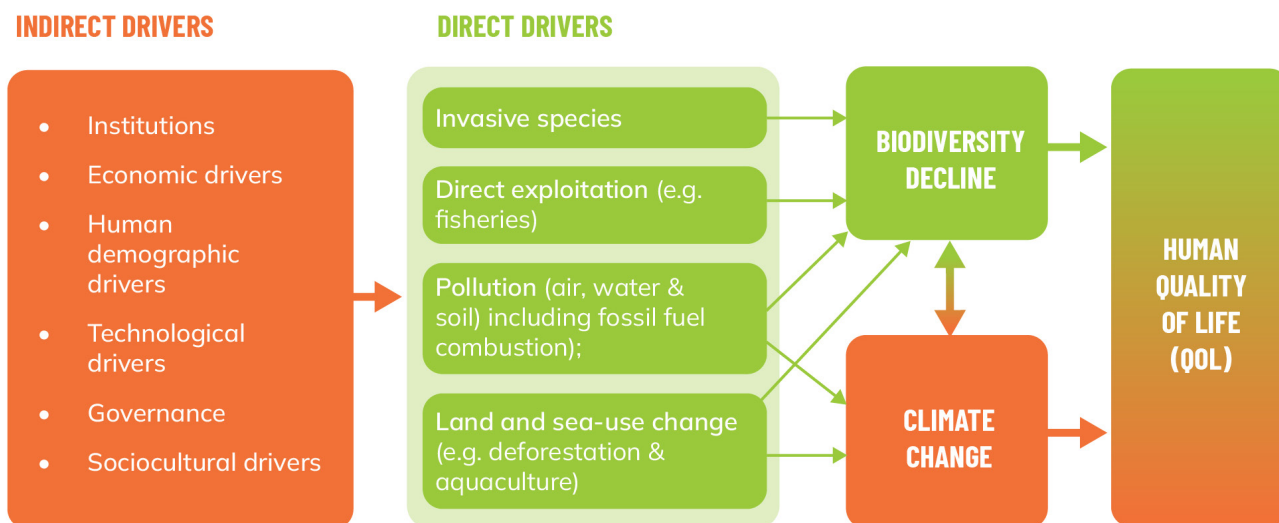 INDIRECT DRIVERS
• Institutions
• Economic drivers
• Human
demographic
drivers
• Technological
drivers
• Governance
• Sociocultural drivers
DIRECT DRIVERS
Invasive species
Direct exploitation (e.g.
fisheries)
Pollution (air, water &
soil) including fossil fuel
combustion);
Land and sea-use change
(e.g. deforestation &
aquaculture)
BIODIVERSITY
DECLINE
CLIMATE
CHANGE
HUMAN
QUALITY
OF LIFE
(QOL)